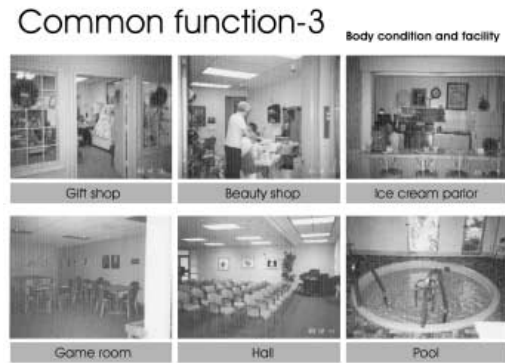 Common function-3
Body condition and facility
Gift shop
Beauty shop
Ice cream parlor
Game room
Hall
Pool